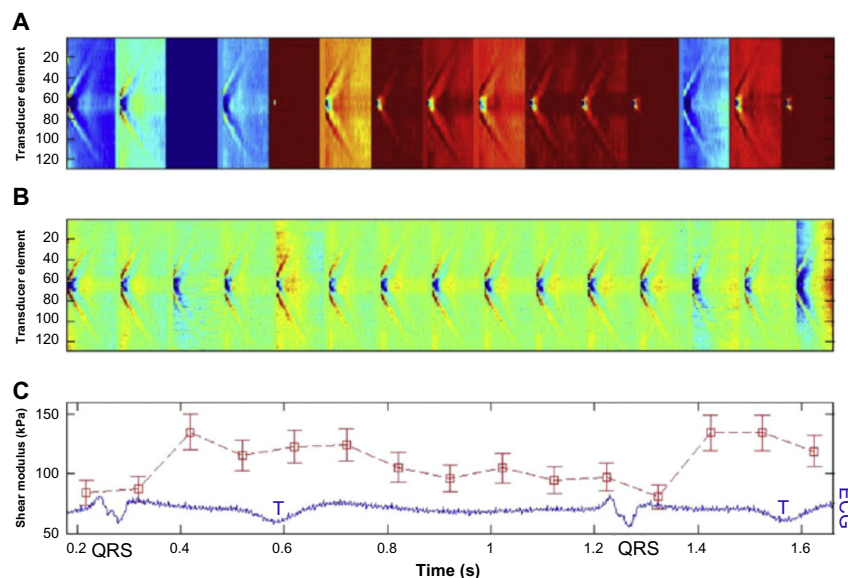 A
Transducer element
20
40
60
80
100
120
B
Transducer element
20
40
60
80
100
120
C
Shear modulus (kPa)
150
100
50
T
T
ECG
0.2
0.4
0.6
0.8
1
1.2
1.4
1.6
QRS
QRS
Time (s)